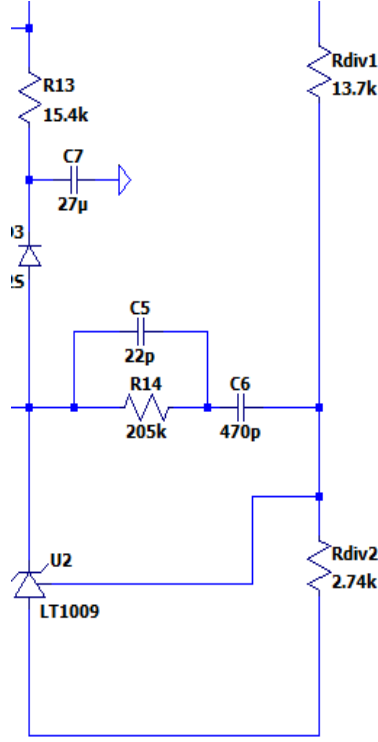 Rdiv1
13.7k
R13
15.4k
C7
27µ
C5
22p
R14
205k
C6
470p
U2
LT1009
Rdiv2
2.74k